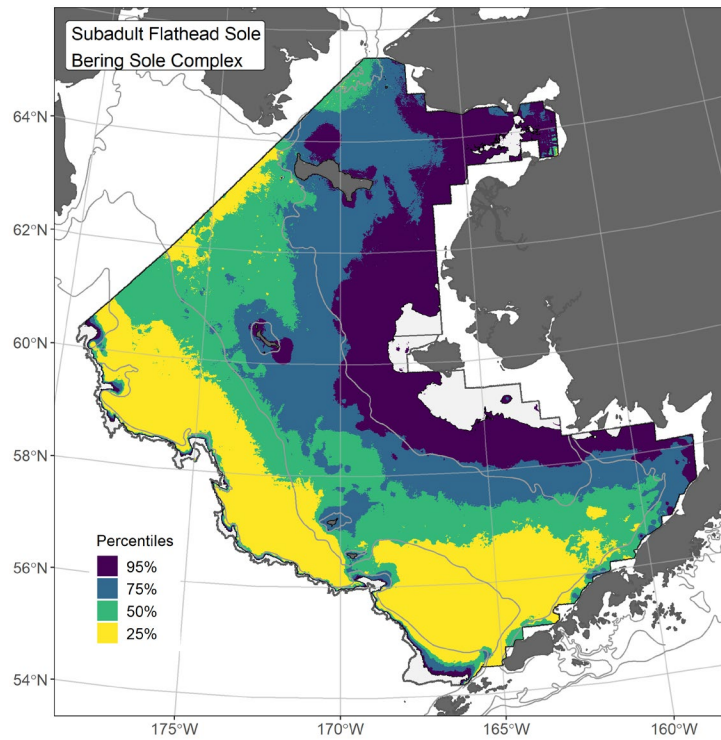 Subadult Flathead Sole
Bering Sole Complex
64°N
62°N
60°N
58°N
56°N
54°N
Percentiles
95%
75%
50%
25%
175°W
170°W
165°W
160°W